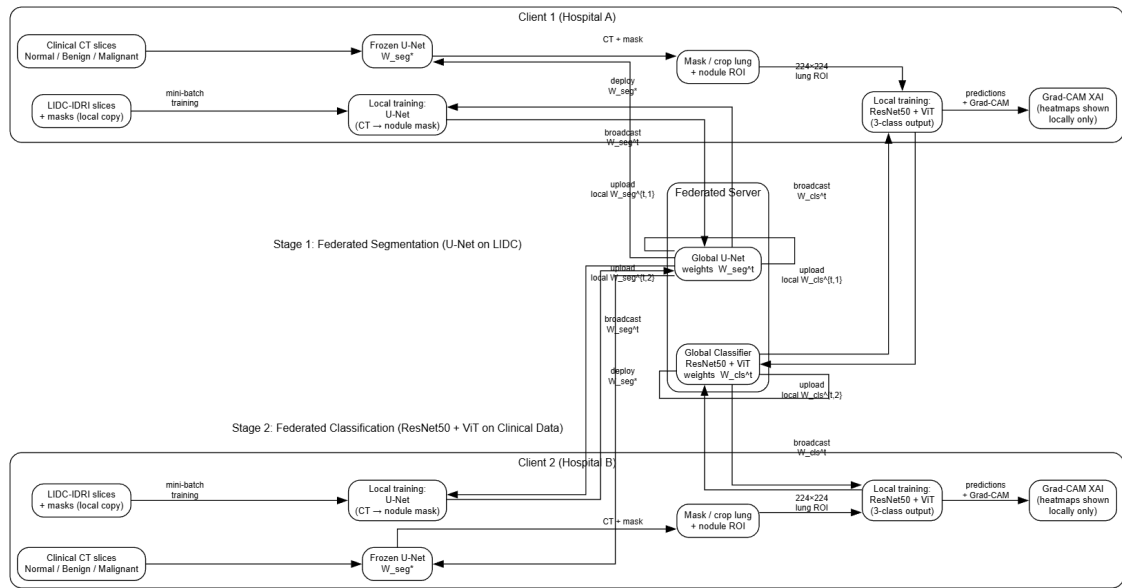 Client 1 (Hospital A)
Clinical CT slices
Normal / Benign / Malignant
Frozen U-Net
W_seg*
CT + mask
Mask / crop lung
+ nodule ROI
224×224
lung ROI
LIDC-IDRI slices
+ masks (local copy)
mini-batch
training
Local training:
U-Net
(CT → nodule mask)
deploy
W_seg*
Local training:
ResNet50 + ViT
(3-class output)
predictions
+ Grad-CAM
Grad-CAM XAI
(heatmaps shown
locally only)
broadcast
W_seg^t
upload
local W_seg^{t,1}
Federated Server
broadcast
W_cls^t
Stage 1: Federated Segmentation (U-Net on LIDC)
Global U-Net
weights W_seg^t
upload
local W_seg^{t,2}
upload
local W_cls^{t,1}
broadcast
W_seg^t
Global Classifier
ResNet50 + ViT
weights W_cls^t
deploy
W_seg*
upload
local W_cls^{t,2}
Stage 2: Federated Classification (ResNet50 + ViT on Clinical Data)
broadcast
W_cls^t
Client 2 (Hospital B)
LIDC-IDRI slices
+ masks (local copy)
mini-batch
training
Local training:
U-Net
(CT → nodule mask)
CT + mask
Mask / crop lung
+ nodule ROI
224×224
lung ROI
Local training:
ResNet50 + ViT
(3-class output)
predictions
+ Grad-CAM
Grad-CAM XAI
(heatmaps shown
locally only)
Clinical CT slices
Normal / Benign / Malignant
Frozen U-Net
W_seg*